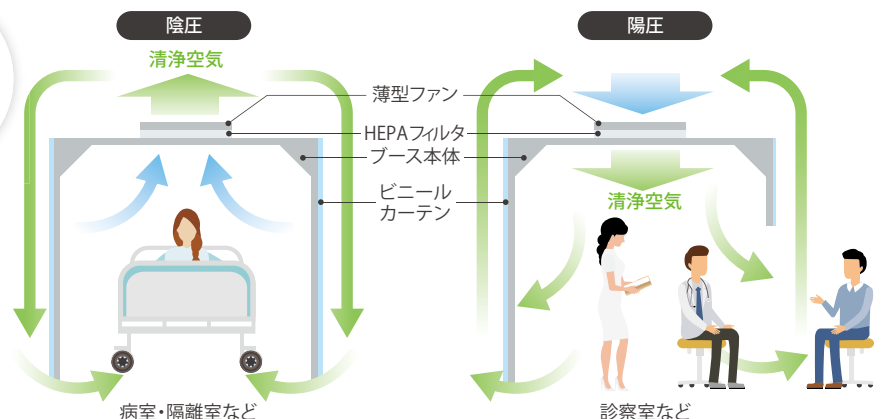 陰圧
陽圧
清浄空気
薄型ファン
HEPAフィルタ
ブース本体
ビニール
カーテン
清浄空気
病室・隔離室など
診察室など